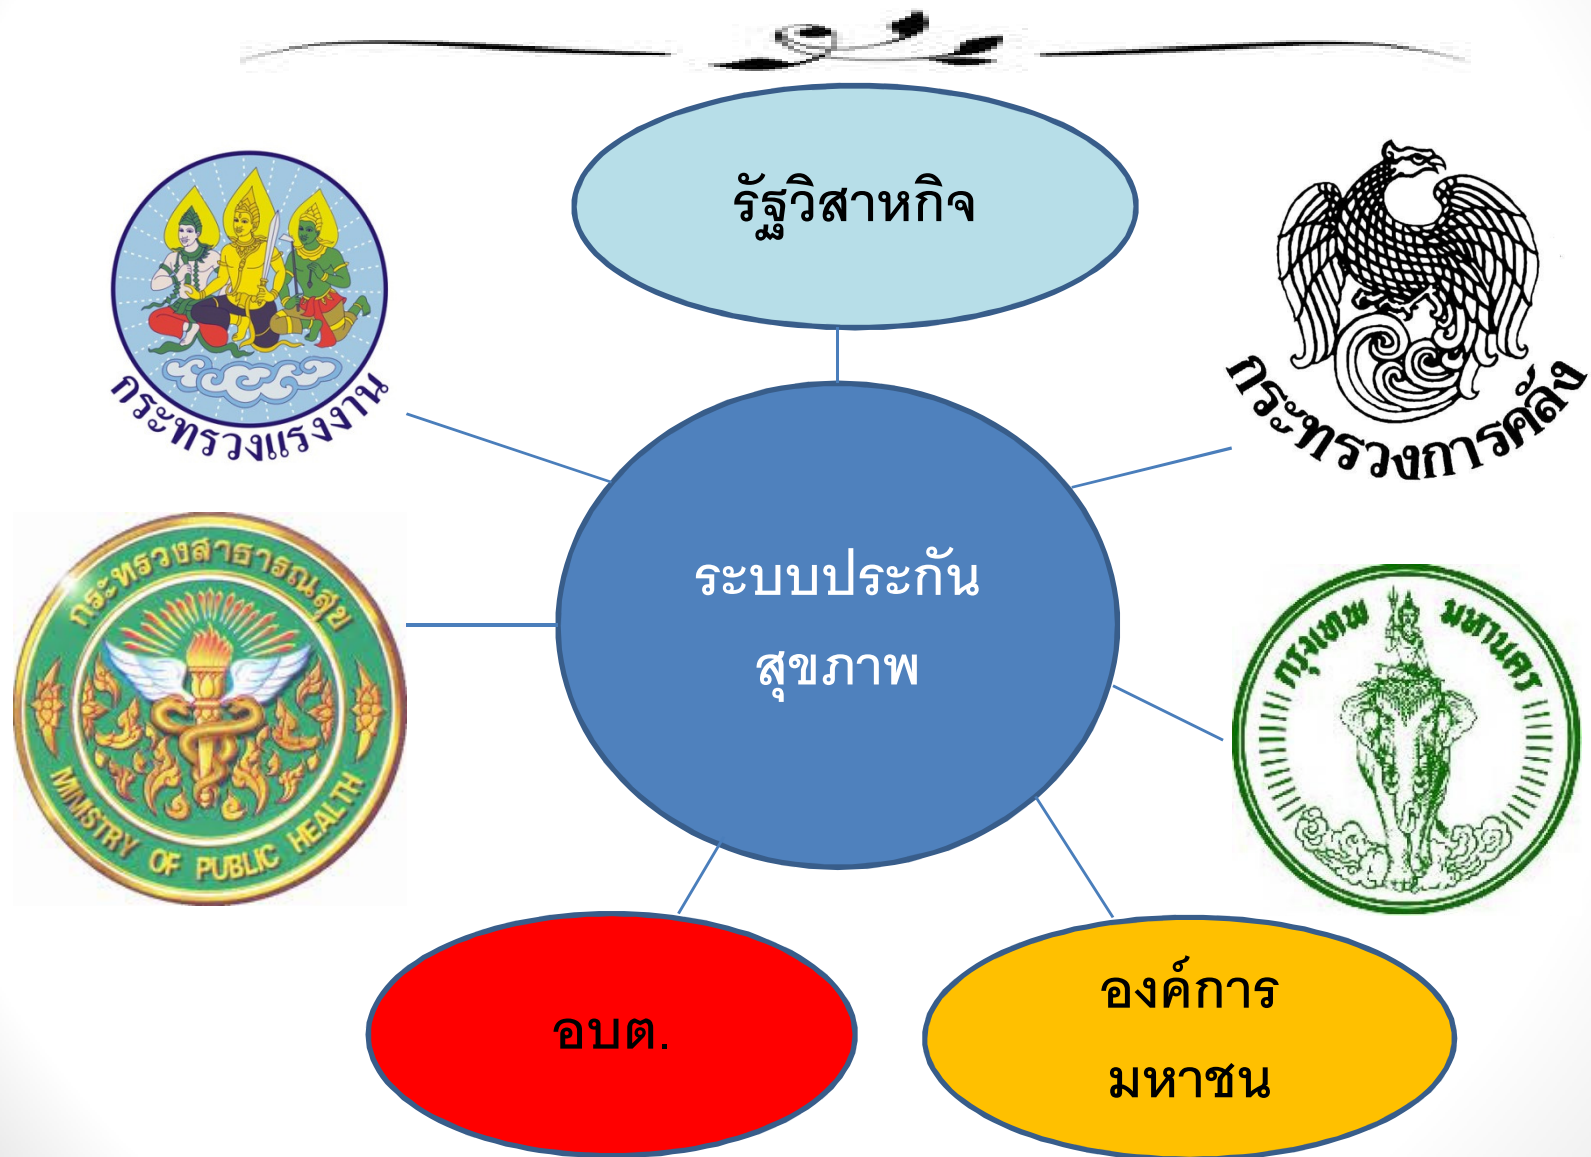 รัฐวิสาหกิจ
กระทรวงแรงงาน
กระทรวงการคลัง
ระบบประกัน
สุขภาพ
กระทรวงสาธารณสุข
MINISTRY OF PUBLIC HEALTH
กรุงเทพ มหานคร
อบต.
องค์การ
มหาชน